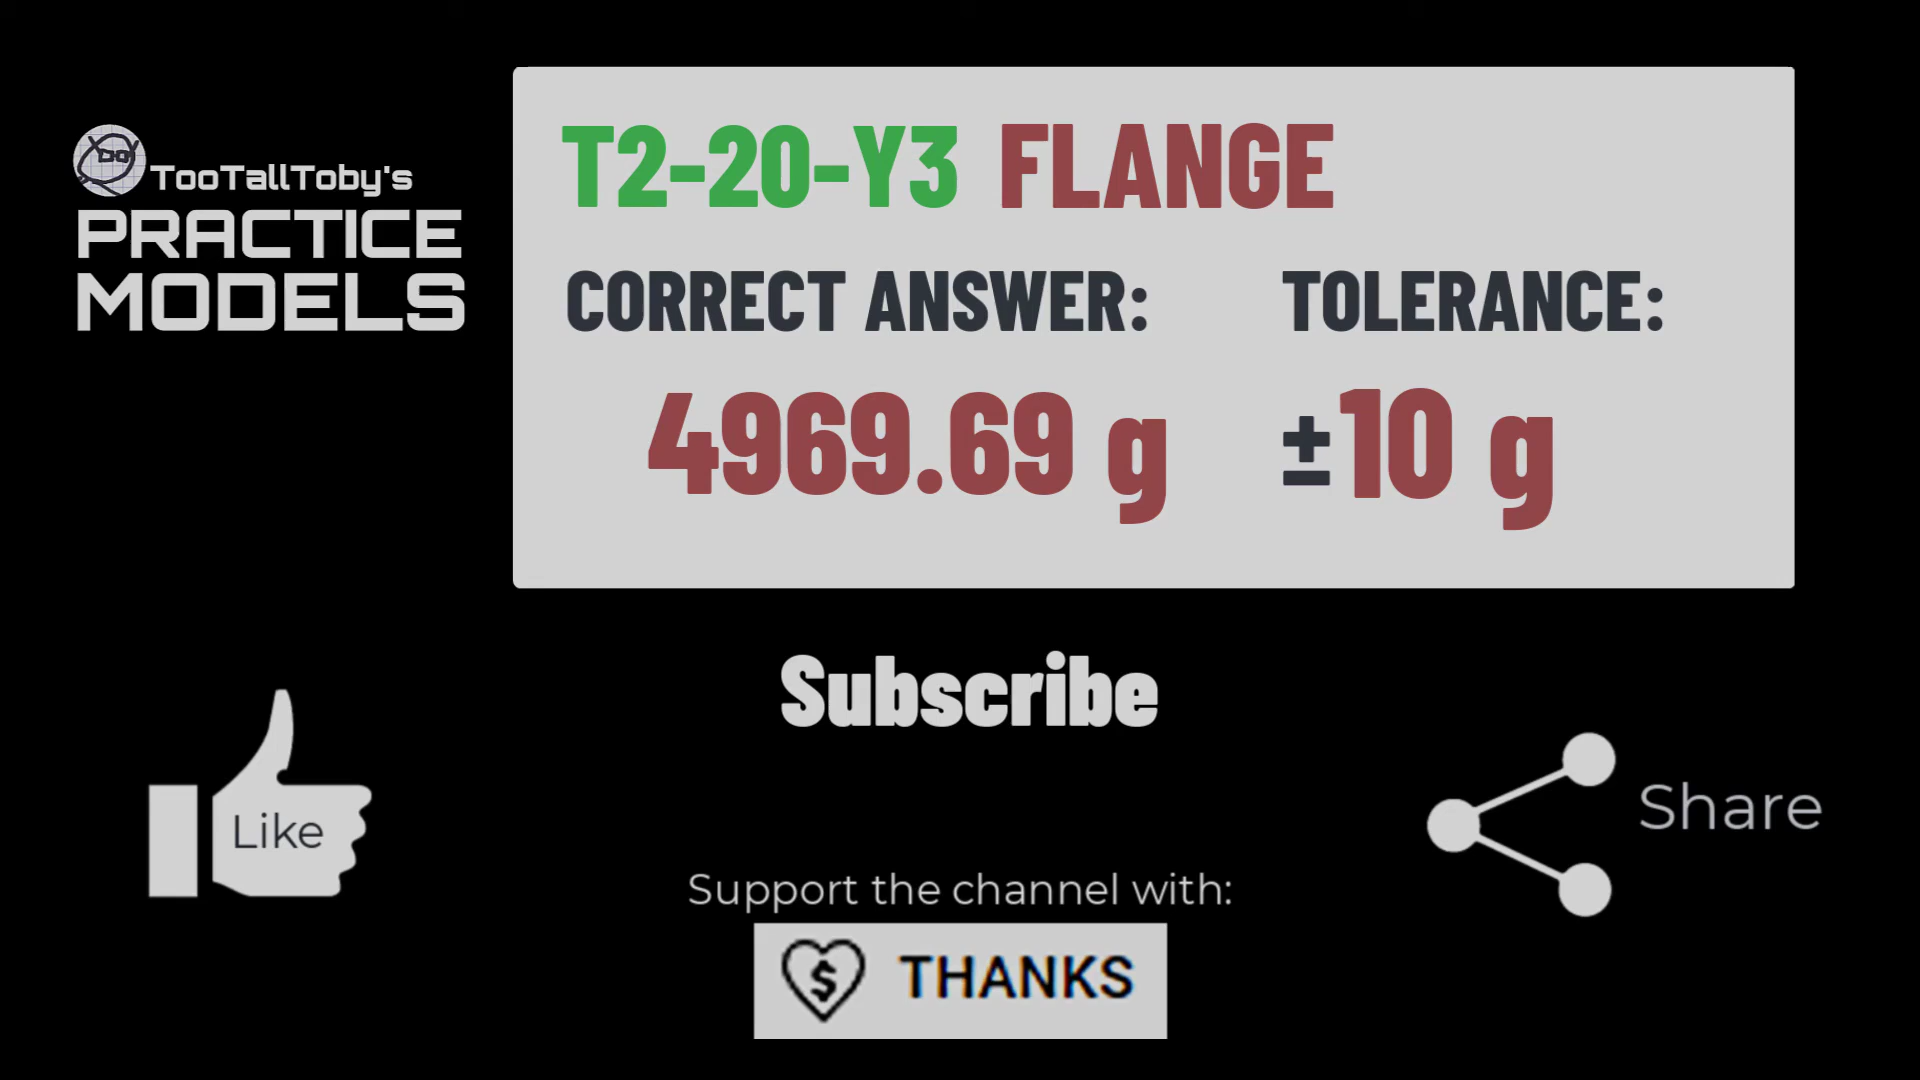 TooTallToby's
PRACTICE
MODELS
T2-20-Y3 FLANGE
CORRECT ANSWER: TOLERANCE:
4969.69 g ±10 g
Subscribe
Like
Share
Support the channel with:
$ THANKS